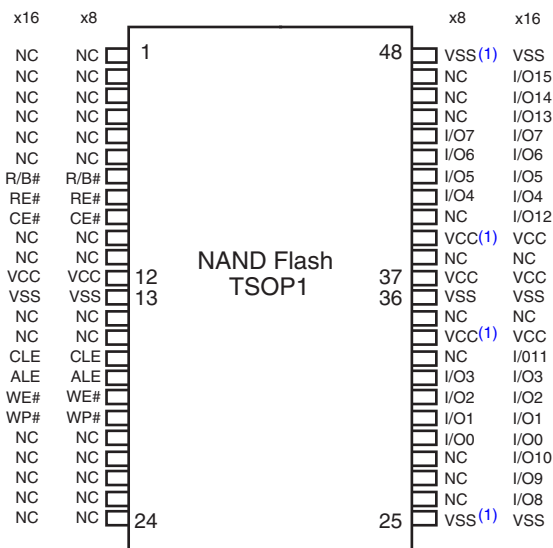 x16 x8 x8 x16
NC NC 1 48 VSS(1) VSS
NC NC NC I/O15
NC NC NC I/O14
NC NC NC I/O13
NC NC I/O7 I/O7
NC NC I/O6 I/O6
R/B# R/B# I/O5 I/O5
RE# RE# I/O4 I/O4
CE# CE# NC I/O12
NC NC VCC(1) VCC
NC NC NAND Flash NC NC
VCC VCC 12 TSOP1 37 VCC VCC
VSS VSS 13 36 VSS VSS
NC NC NC NC
NC NC VCC(1) VCC
CLE CLE NC I/011
ALE ALE I/O3 I/O3
WE# WE# I/O2 I/O2
WP# WP# I/O1 I/O1
NC NC I/O0 I/O0
NC NC NC I/O10
NC NC NC I/O9
NC NC NC I/O8
NC NC 24 25 VSS(1) VSS